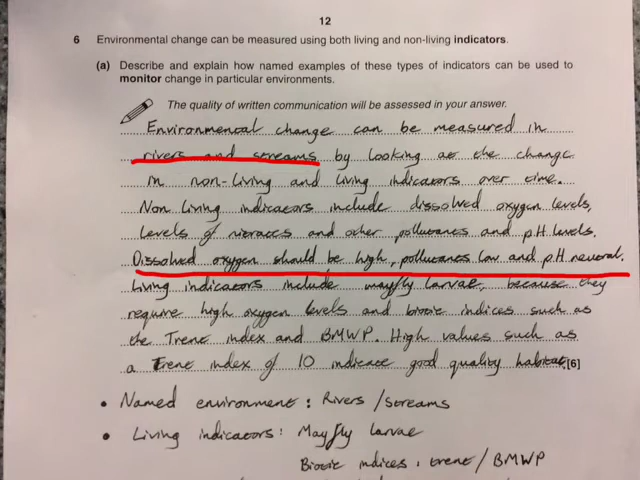 12
6 Environmental change can be measured using both living and non-living indicators.
(a) Describe and explain how named examples of these types of indicators can be used to
monitor change in particular environments.
The quality of written communication will be assessed in your answer.
Environmental change can be measured in
rivers and streams by looking at the change
in non-living and living indicators over time.
Non living indicators include dissolved oxygen levels,
levels of nitrates and other pollutants and pH levels.
Dissolved oxygen should be high, pollutants low and pH neutral.
Living indicators include mayfly larvae, because they
require high oxygen levels and biotic indices such as
the Trent index and BMWP. High values such as
a Trent index of 10 indicate good quality habitat. [6]
• Named environment : Rivers / Streams
• Living indicators : Mayfly larvae
Biotic indices : trent / BMWP